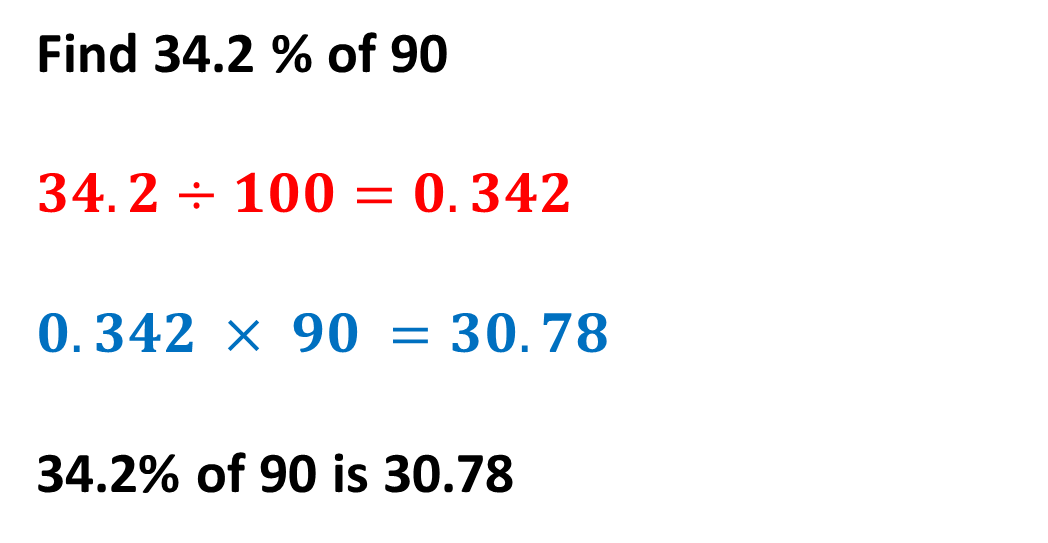 Find 34.2 % of 90
34.2 ÷ 100 = 0.342
0.342 × 90 = 30.78
34.2% of 90 is 30.78